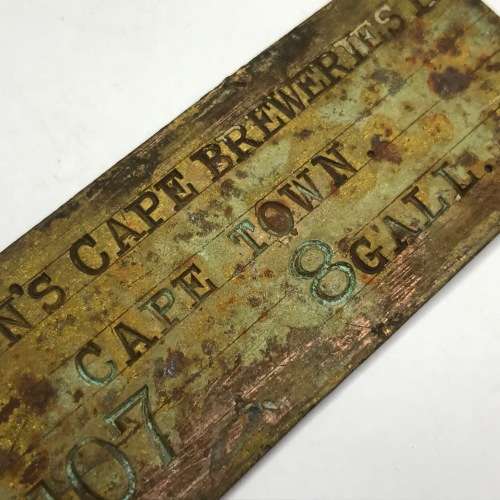 N'S CAPE BREWERIES L
CAPE TOWN.
107 8 GALL.